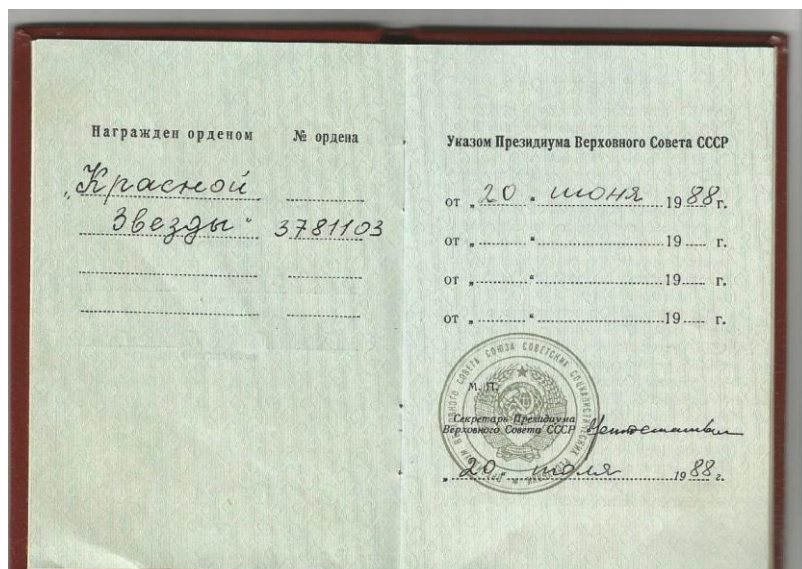 Награжден орденом № ордена
„Красной
Звезды“ 3781103
Указом Президиума Верховного Совета СССР
от „20“ июня 1988 г.
от „ “ 19 г.
от „ “ 19 г.
от „ “ 19 г.
М. П.
Секретарь Президиума
Верховного Совета СССР
„20 июля 1988 г.